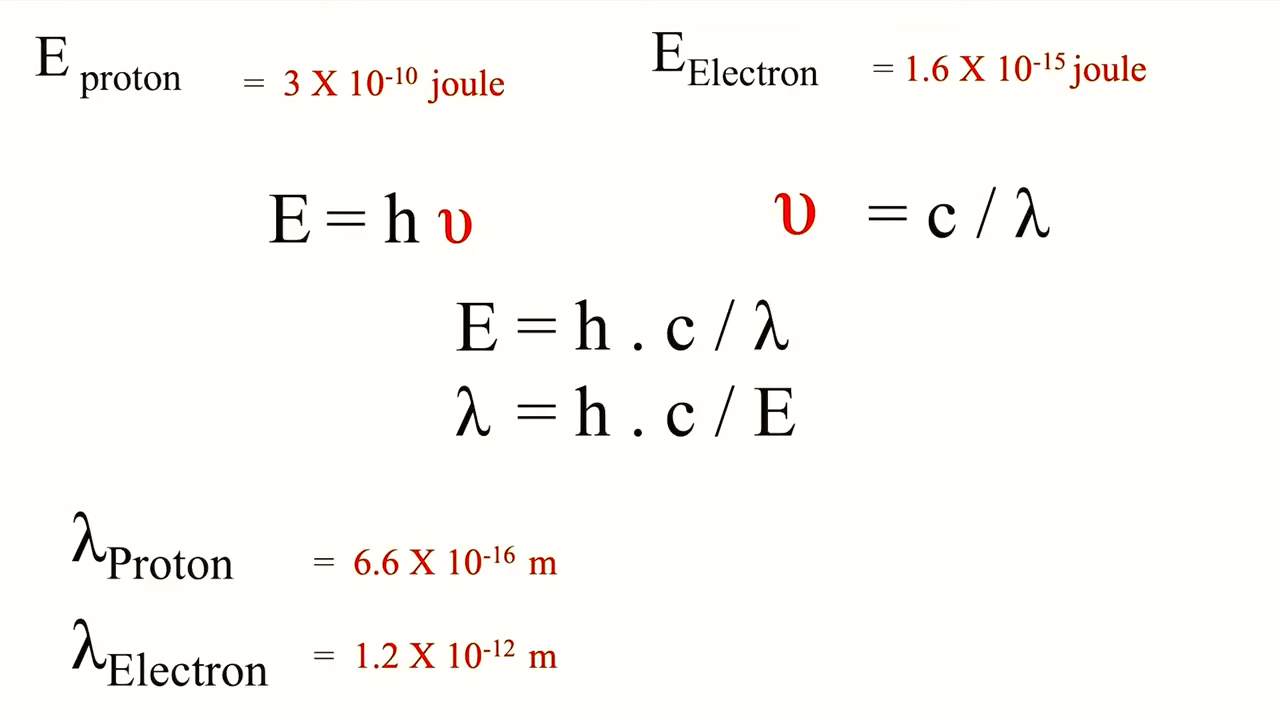 E proton = 3 X 10⁻¹⁰ joule
E Electron = 1.6 X 10⁻¹⁵ joule
E = h υ
υ = c / λ
E = h . c / λ
λ = h . c / E
λ Proton = 6.6 X 10⁻¹⁶ m
λ Electron = 1.2 X 10⁻¹² m